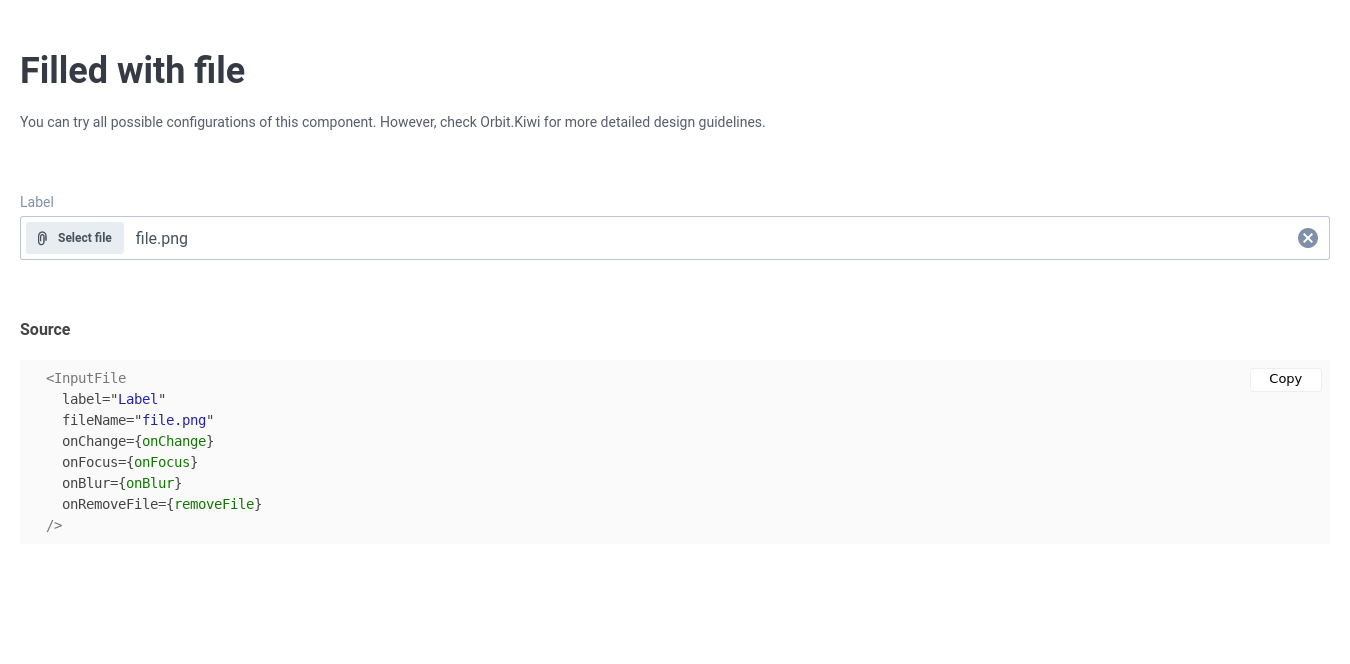 Filled with file
You can try all possible configurations of this component. However, check Orbit.Kiwi for more detailed design guidelines.
Label
Select file file.png
Source
Copy
<InputFile
label="Label"
fileName="file.png"
onChange={onChange}
onFocus={onFocus}
onBlur={onBlur}
onRemoveFile={removeFile}
/>